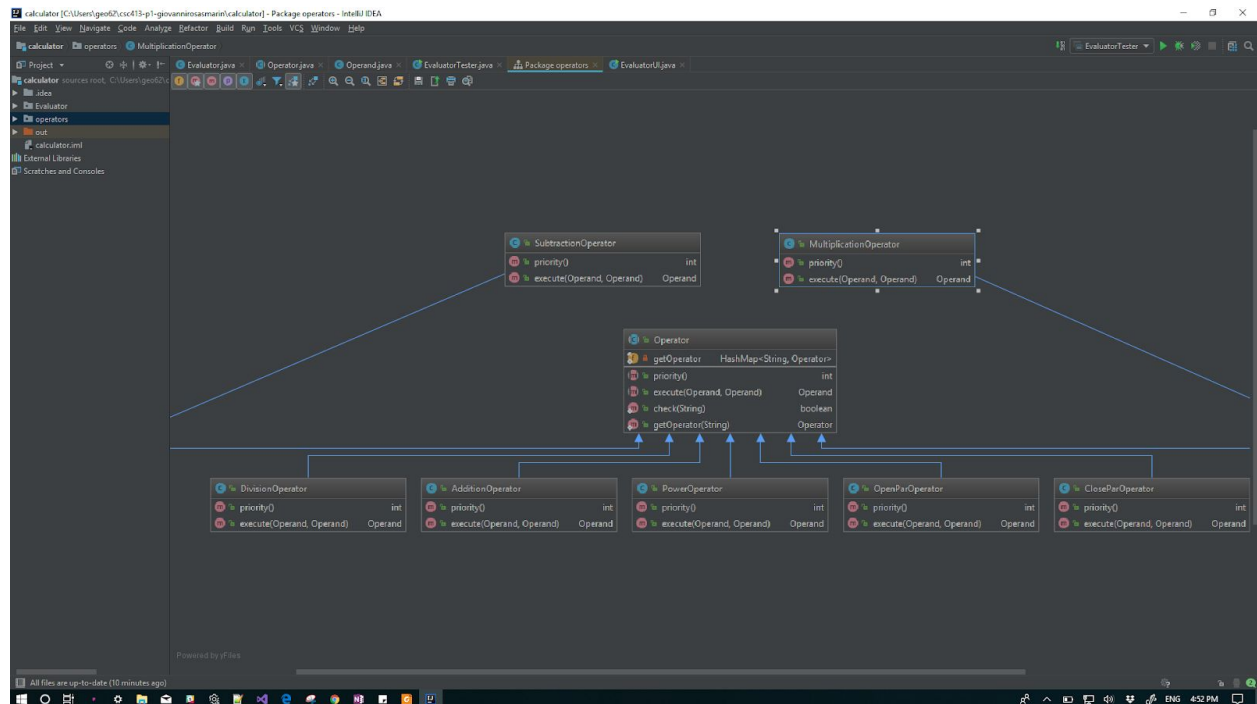 calculator [C:\Users\geo62\csc413-p1-giovannirosasmarin\calculator] - Package operators - IntelliJ IDEA
File Edit View Navigate Code Analyze Refactor Build Run Tools VCS Window Help
calculator operators MultiplicationOperator EvaluatorTester
Project Evaluator.java Operator.java Operand.java EvaluatorTester.java Package operators EvaluatorUI.java
calculator sources root, C:\Users\geo62\c
.idea
Evaluator
operators
out
calculator.iml
External Libraries
Scratches and Consoles
SubtractionOperator
priority() int
execute(Operand, Operand) Operand
MultiplicationOperator
priority() int
execute(Operand, Operand) Operand
Operator
getOperator HashMap<String, Operator>
priority() int
execute(Operand, Operand) Operand
check(String) boolean
getOperator(String) Operator
DivisionOperator
priority() int
execute(Operand, Operand) Operand
AdditionOperator
priority() int
execute(Operand, Operand) Operand
PowerOperator
priority() int
execute(Operand, Operand) Operand
OpenParOperator
priority() int
execute(Operand, Operand) Operand
CloseParOperator
priority() int
execute(Operand, Operand) Operand
Powered by yFiles
All files are up-to-date (10 minutes ago)
ENG 4:52 PM